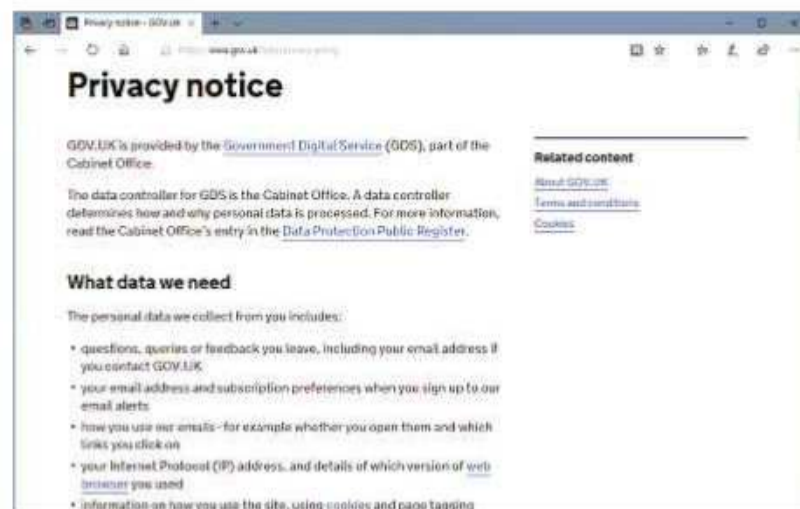 Privacy notice - GOV.UK
www.gov.uk
Privacy notice
GOV.UK is provided by the Government Digital Service (GDS), part of the
Cabinet Office.
The data controller for GDS is the Cabinet Office. A data controller
determines how and why personal data is processed. For more information,
read the Cabinet Office's entry in the Data Protection Public Register.
Related content
About GOV.UK
Terms and conditions
Cookies
What data we need
The personal data we collect from you includes:
• questions, queries or feedback you leave, including your email address if
you contact GOV.UK
• your email address and subscription preferences when you sign up to our
email alerts
• how you use our emails - for example whether you open them and which
links you click on
• your Internet Protocol (IP) address, and details of which version of web
browser you used
• information on how you use the site, using cookies and page tagging